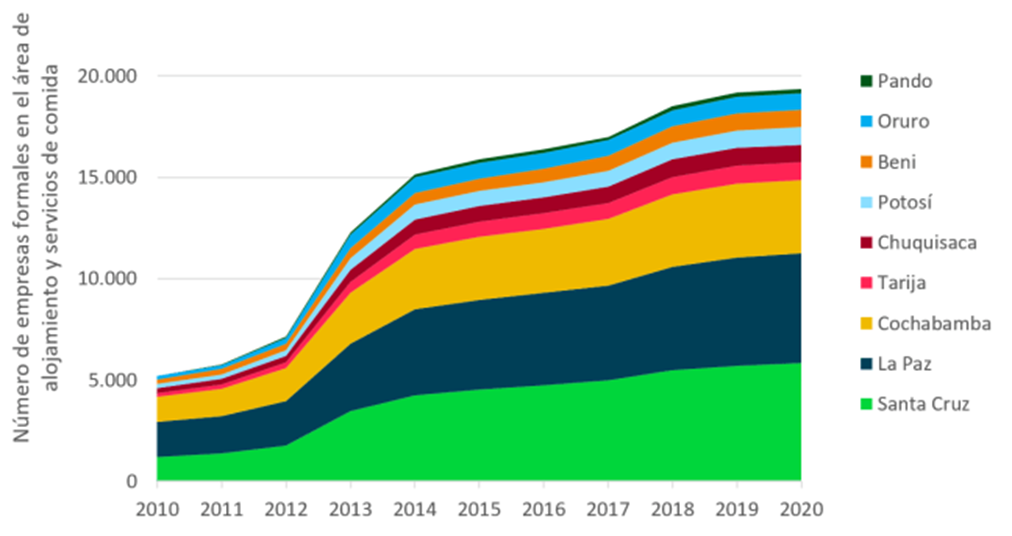 Número de empresas formales en el área de
alojamiento y servicios de comida
20.000
15.000
10.000
5.000
0
2010 2011 2012 2013 2014 2015 2016 2017 2018 2019 2020
Pando
Oruro
Beni
Potosí
Chuquisaca
Tarija
Cochabamba
La Paz
Santa Cruz